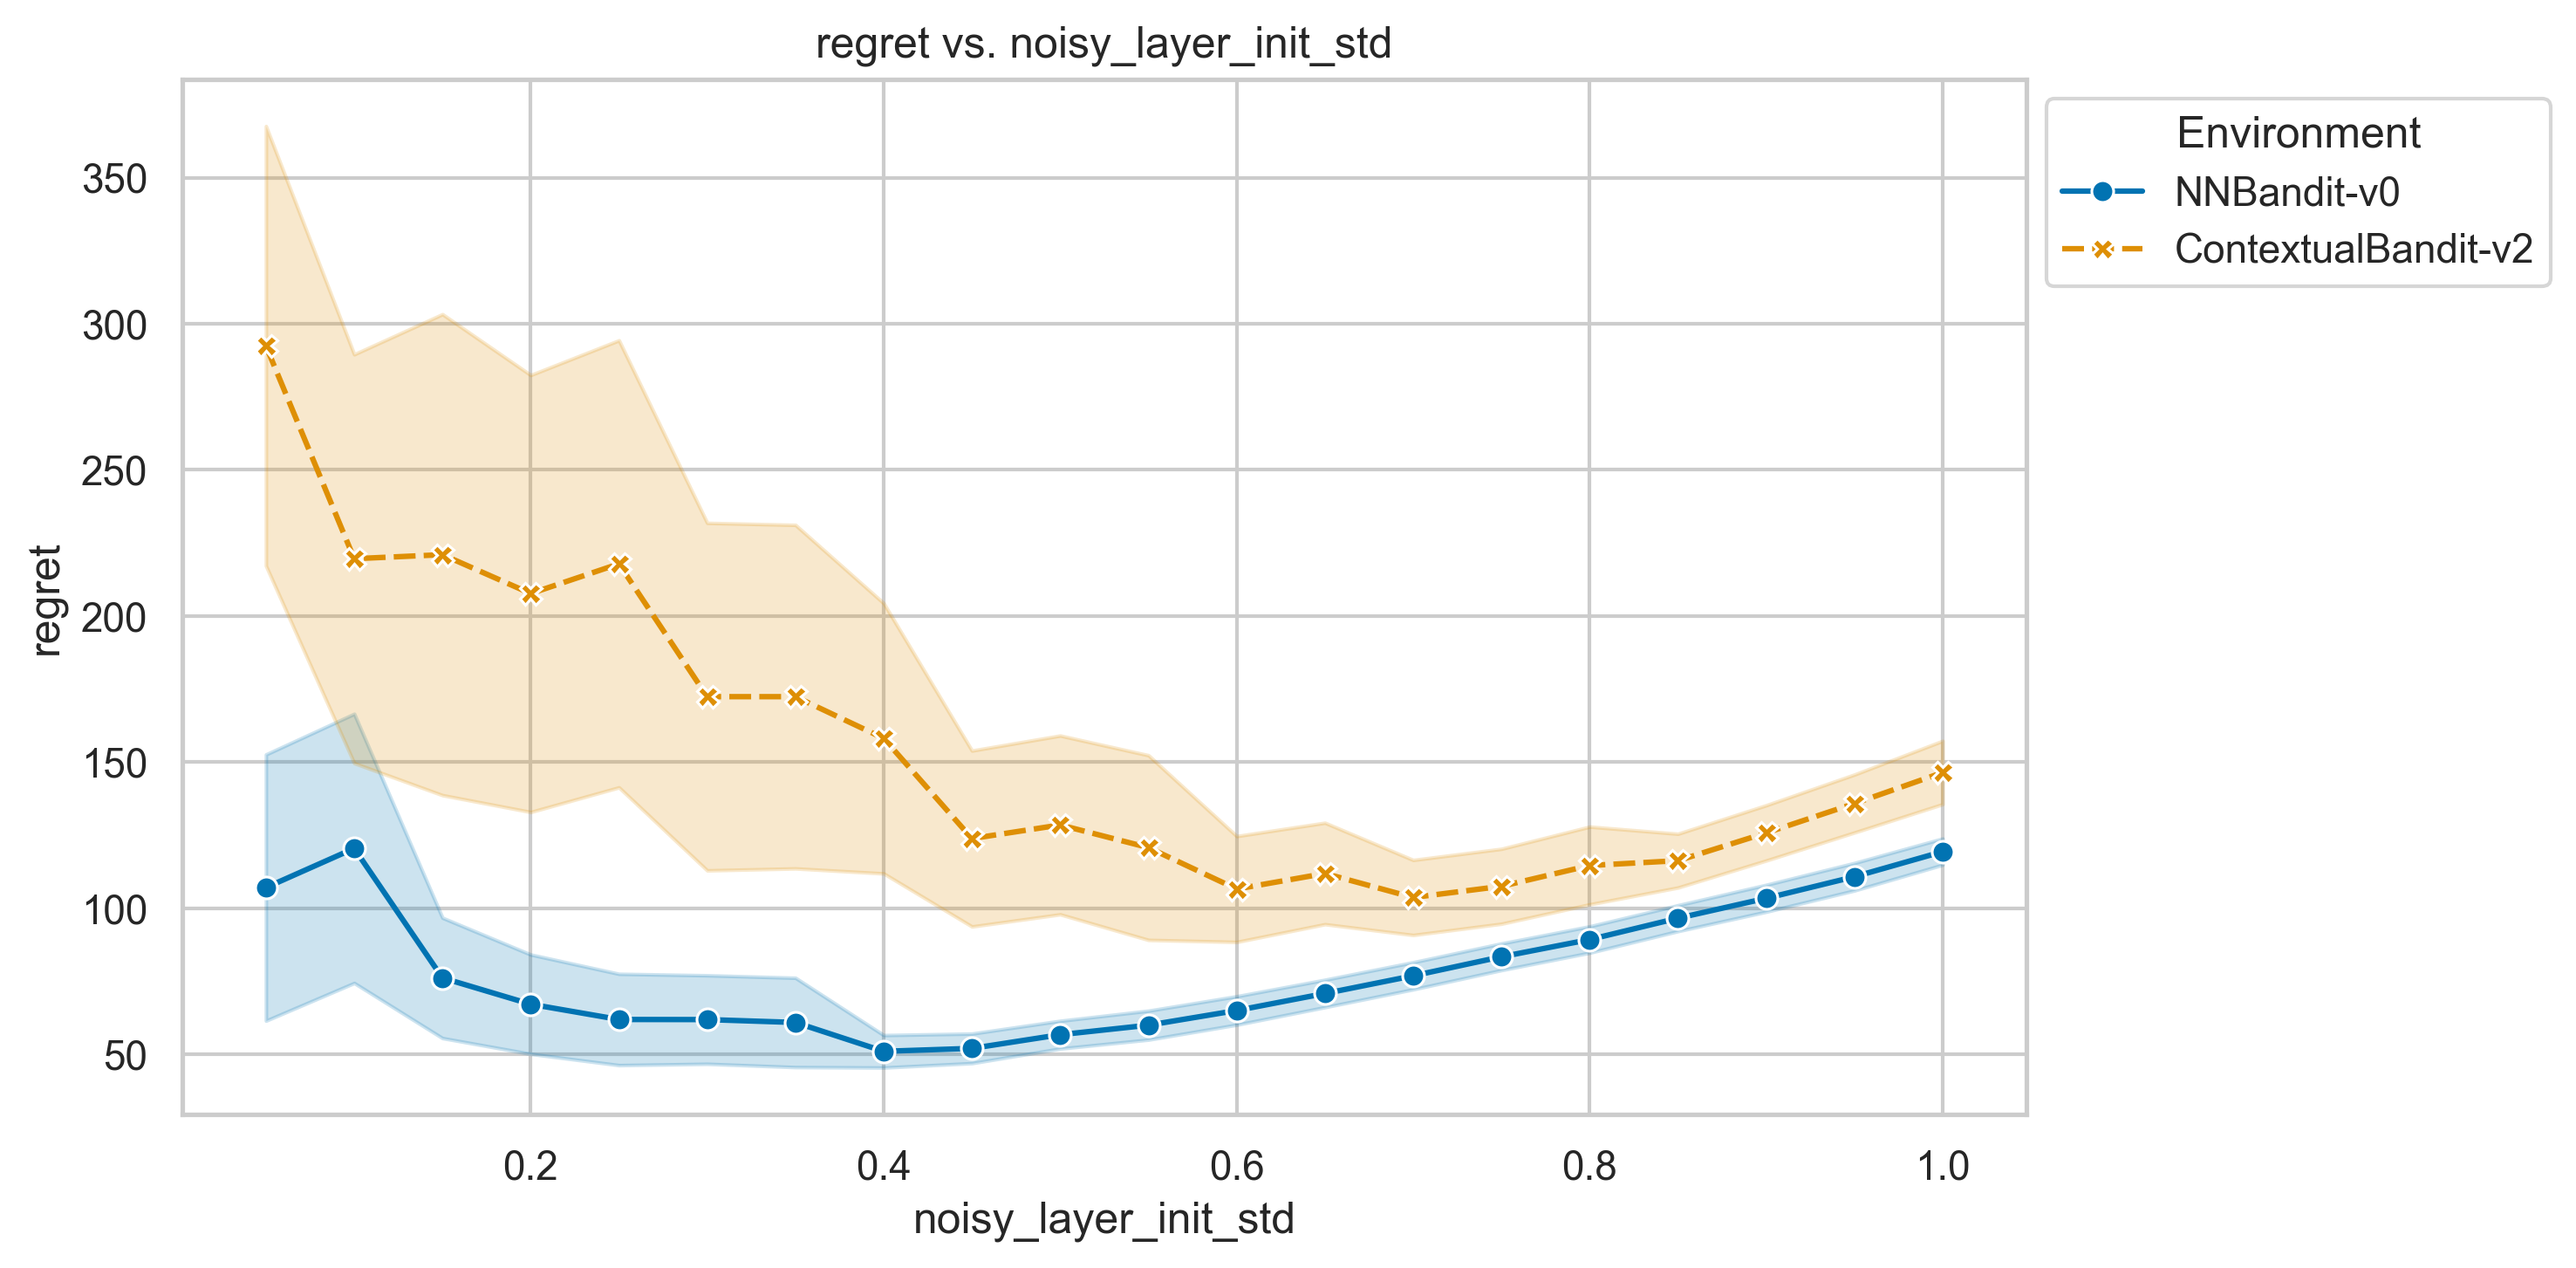 regret vs. noisy_layer_init_std
Environment
NNBandit-v0
ContextualBandit-v2
350
300
250
200
150
100
50
regret
0.2 0.4 0.6 0.8 1.0
noisy_layer_init_std